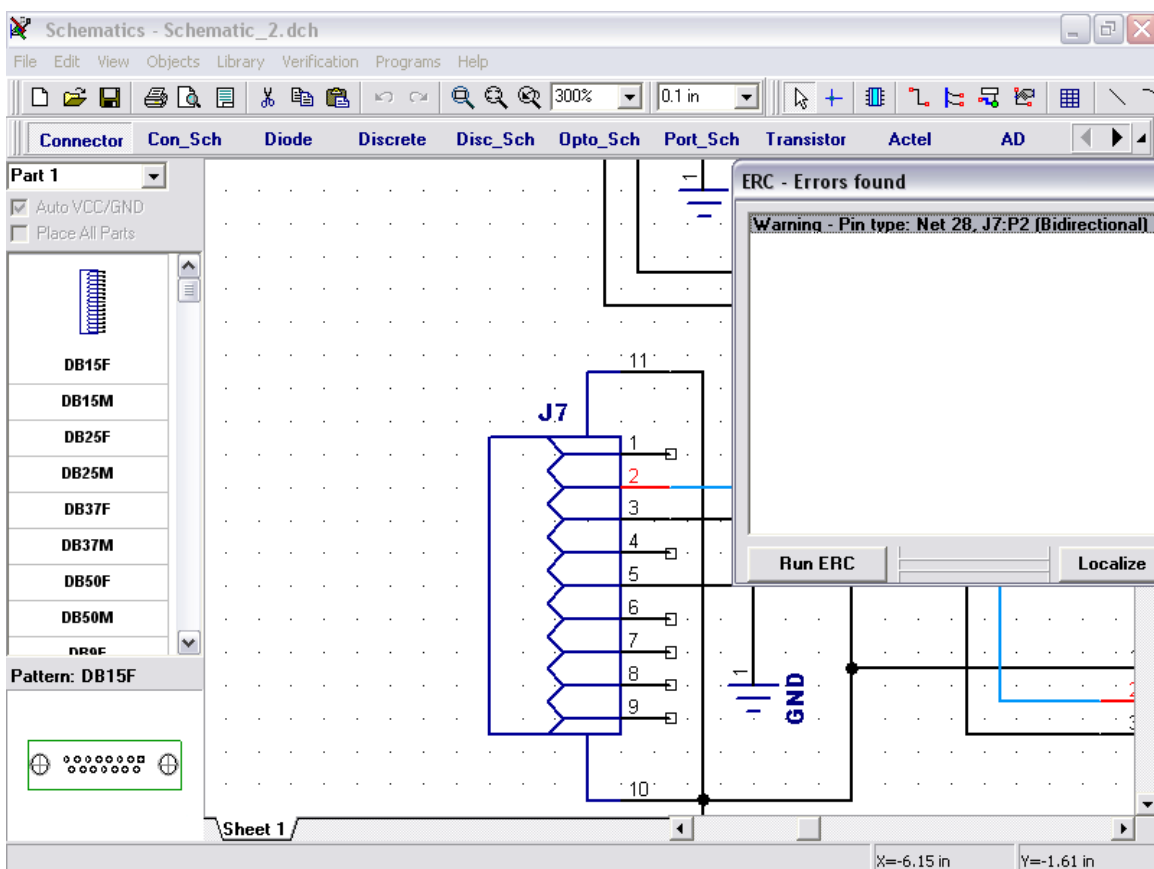 Schematics - Schematic_2.dch
File Edit View Objects Library Verification Programs Help
300% 0.1 in
Connector Con_Sch Diode Discrete Disc_Sch Opto_Sch Port_Sch Transistor Actel AD
Part 1
Auto VCC/GND
Place All Parts
DB15F
DB15M
DB25F
DB25M
DB37F
DB37M
DB50F
DB50M
DB9F
Pattern: DB15F
1
ERC - Errors found
Warning - Pin type: Net 28, J7:P2 (Bidirectional)
Run ERC Localize
11
J7
1
2
3
4
5
6
7
8
9
10
1
GND
2
3
Sheet 1
X=-6.15 in Y=-1.61 in